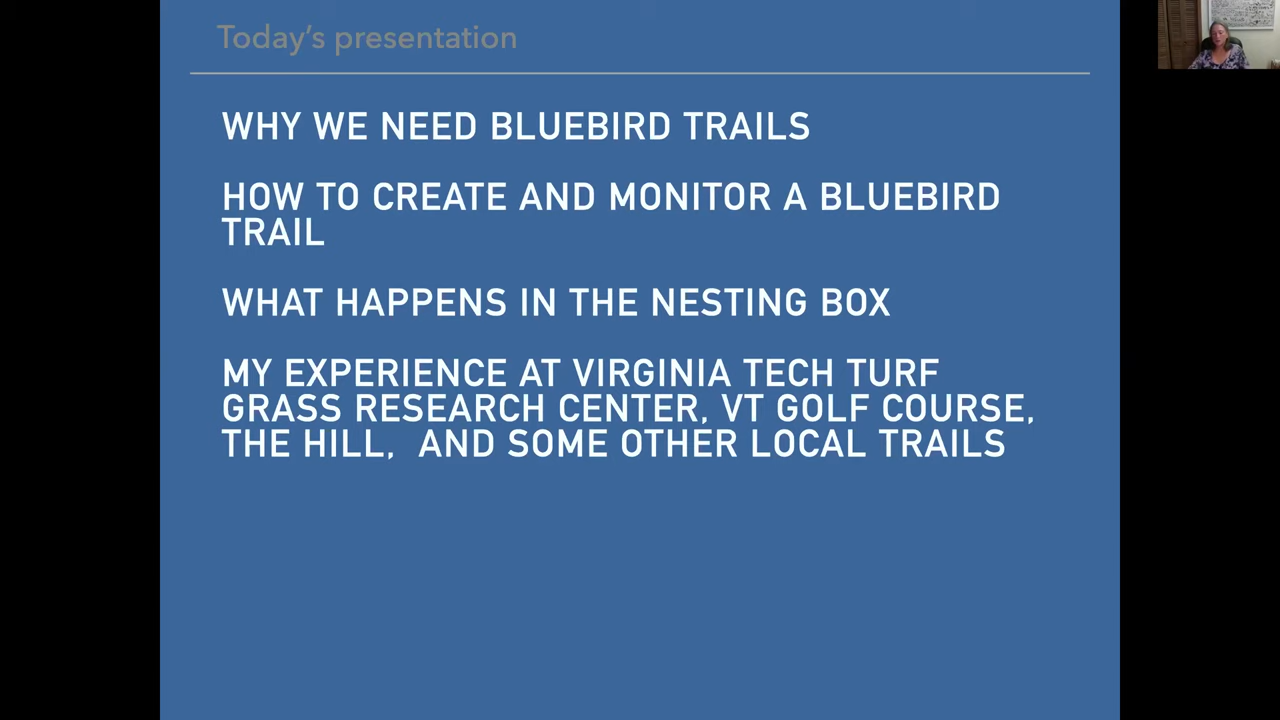 Today's presentation
WHY WE NEED BLUEBIRD TRAILS
HOW TO CREATE AND MONITOR A BLUEBIRD
TRAIL
WHAT HAPPENS IN THE NESTING BOX
MY EXPERIENCE AT VIRGINIA TECH TURF
GRASS RESEARCH CENTER, VT GOLF COURSE,
THE HILL,  AND SOME OTHER LOCAL TRAILS